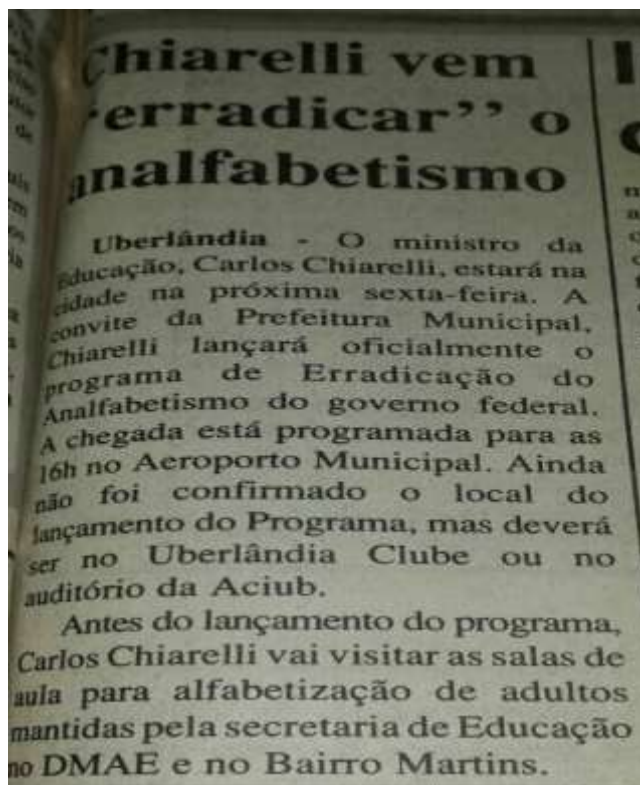 Chiarelli vem
“erradicar” o
analfabetismo
Uberlândia - O ministro da
Educação, Carlos Chiarelli, estará na
cidade na próxima sexta-feira. A
convite da Prefeitura Municipal,
Chiarelli lançará oficialmente o
programa de Erradicação do
Analfabetismo do governo federal.
A chegada está programada para as
16h no Aeroporto Municipal. Ainda
não foi confirmado o local do
lançamento do Programa, mas deverá
ser no Uberlândia Clube ou no
auditório da Aciub.
Antes do lançamento do programa,
Carlos Chiarelli vai visitar as salas de
aula para alfabetização de adultos
mantidas pela secretaria de Educação
no DMAE e no Bairro Martins.